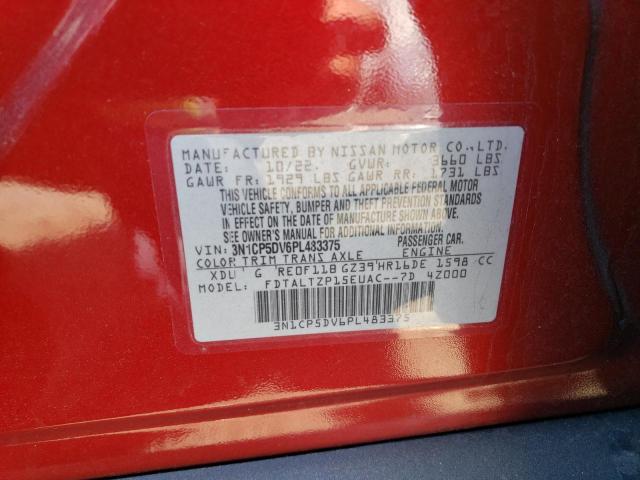 MANUFACTURED BY NISSAN MOTOR CO.,LTD.
DATE: 10/22. GVWR: 3660 LBS
GAWR FR: 1929 LBS GAWR RR: 1731 LBS
THIS VEHICLE CONFORMS TO ALL APPLICABLE FEDERAL MOTOR
VEHICLE SAFETY, BUMPER AND THEFT PREVENTION STANDARDS
IN EFFECT ON THE DATE OF MANUFACTURE SHOWN ABOVE.
SEE OWNER'S MANUAL FOR FURTHER INFORMATION.
VIN: 3N1CP5DV6PL483375 PASSENGER CAR.
COLOR TRIM TRANS AXLE ENGINE
XDU G RE0F11B GZ39 HR16DE 1598 CC
MODEL: FDTALTZP15EUAC--7D 4Z000
3N1CP5DV6PL483375